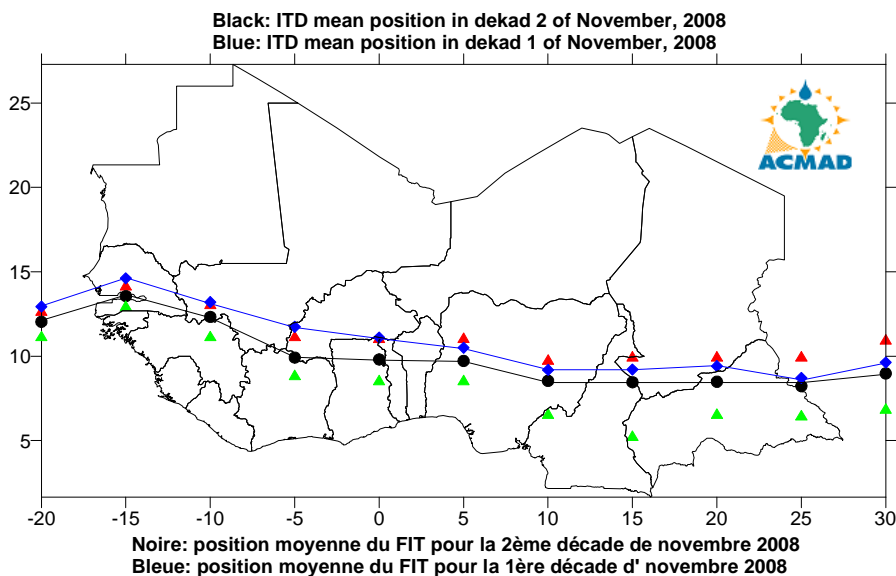 Black: ITD mean position in dekad 2 of November, 2008
Blue: ITD mean position in dekad 1 of November, 2008
25
20
15
10
5
ACMAD
-20 -15 -10 -5 0 5 10 15 20 25 30
Noire: position moyenne du FIT pour la 2ème décade de novembre 2008
Bleue: position moyenne du FIT pour la 1ère décade d' novembre 2008